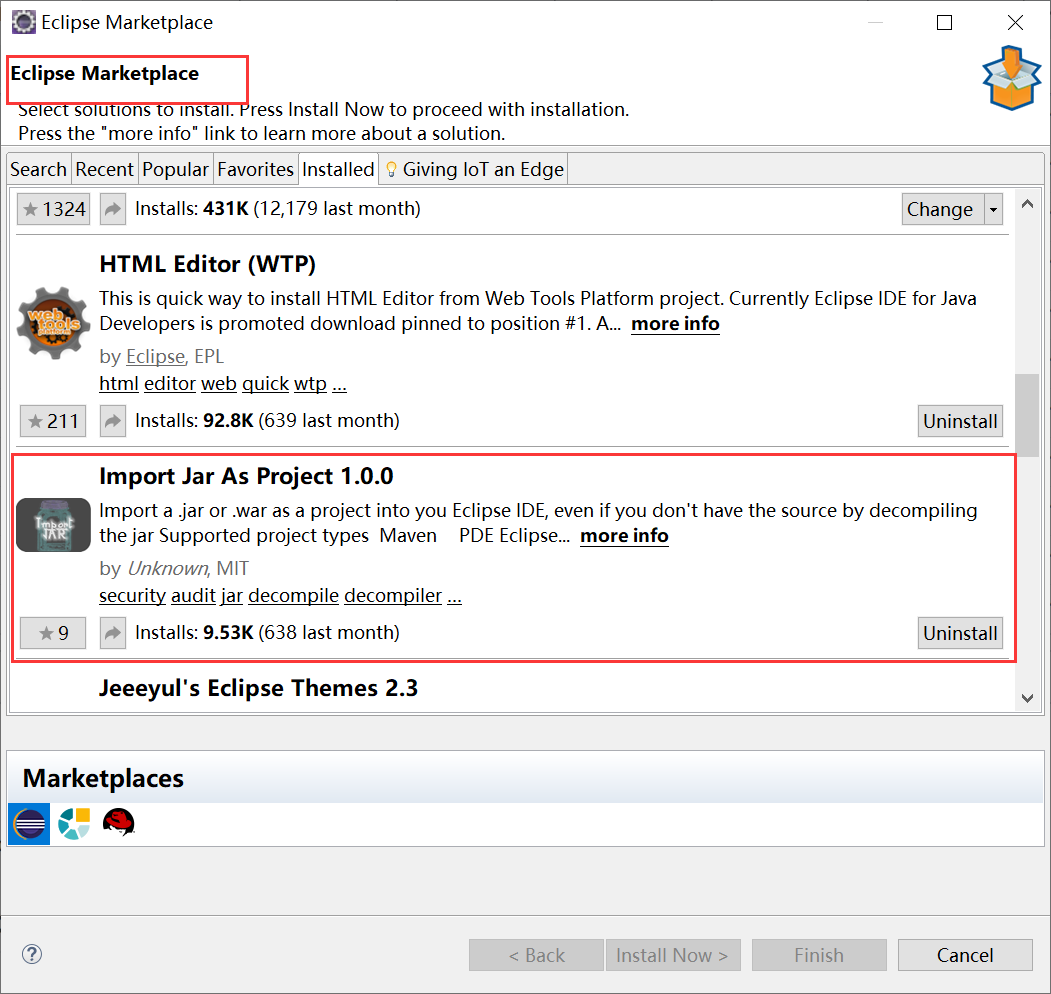 Eclipse Marketplace
Eclipse Marketplace
Select solutions to install. Press Install Now to proceed with installation.
Press the "more info" link to learn more about a solution.
Search Recent Popular Favorites Installed Giving IoT an Edge
1324 Installs: 431K (12,179 last month) Change
HTML Editor (WTP)
web tools platform
This is quick way to install HTML Editor from Web Tools Platform project. Currently Eclipse IDE for Java
Developers is promoted download pinned to position #1. A... more info
by Eclipse, EPL
html editor web quick wtp ...
211 Installs: 92.8K (639 last month) Uninstall
Import Jar As Project 1.0.0
Import JAR
Import a .jar or .war as a project into you Eclipse IDE, even if you don't have the source by decompiling
the jar Supported project types Maven PDE Eclipse... more info
by Unknown, MIT
security audit jar decompile decompiler ...
9 Installs: 9.53K (638 last month) Uninstall
Jeeeyul's Eclipse Themes 2.3
Marketplaces
? < Back Install Now > Finish Cancel